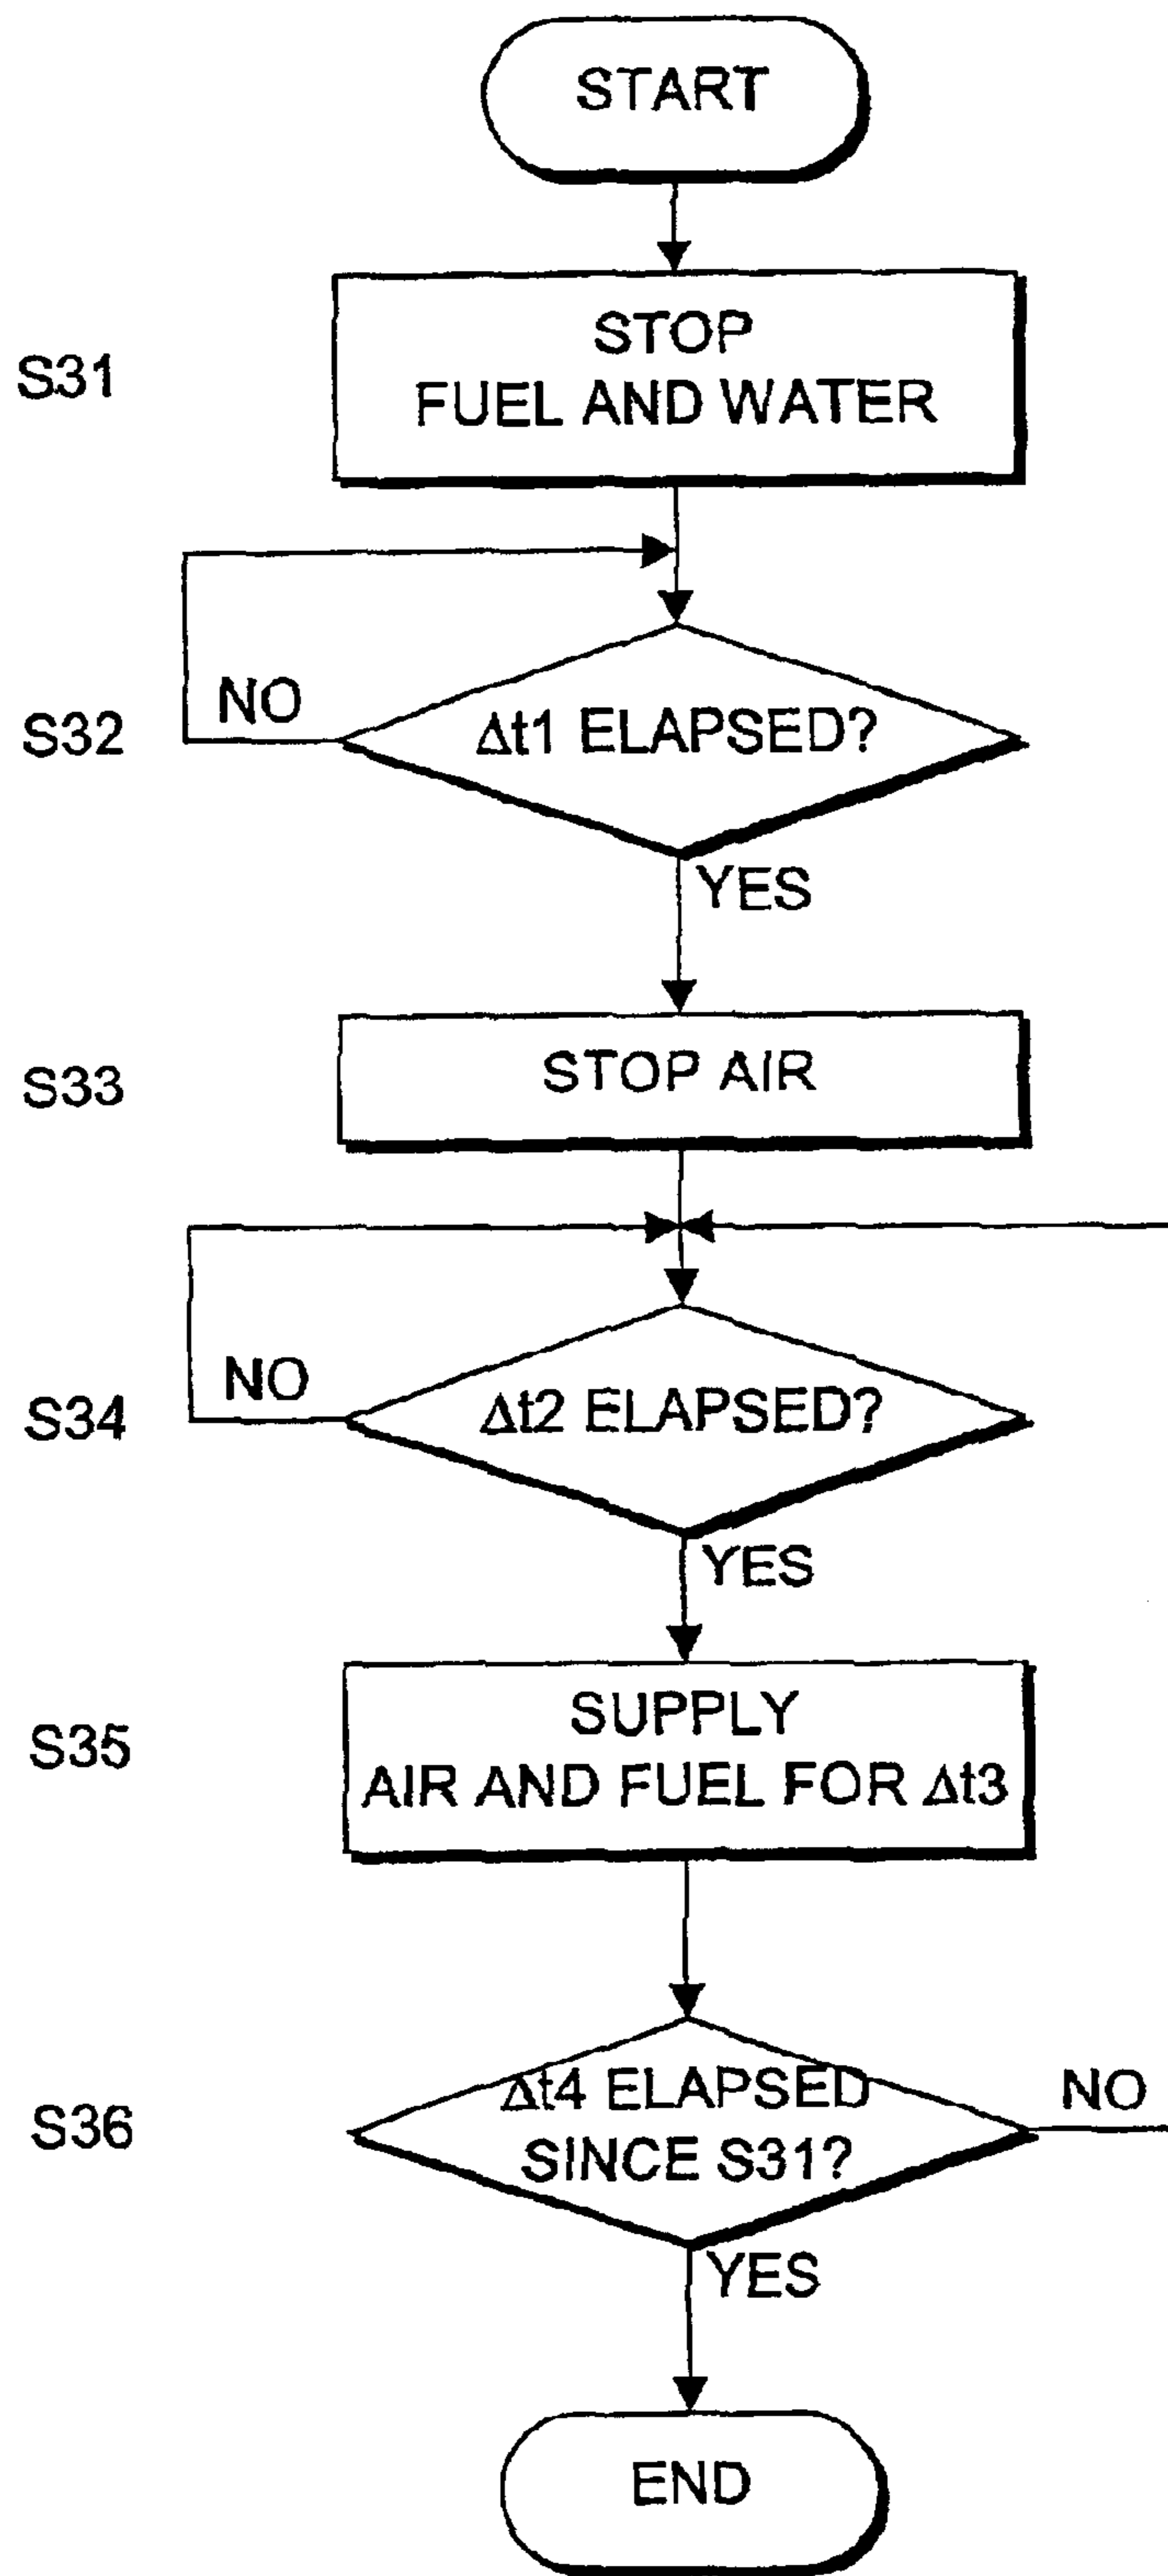 START
S31
STOP
FUEL AND WATER
NO
S32
Δt1 ELAPSED?
YES
S33
STOP AIR
NO
S34
Δt2 ELAPSED?
YES
S35
SUPPLY
AIR AND FUEL FOR Δt3
S36
Δt4 ELAPSED
SINCE S31?
NO
YES
END